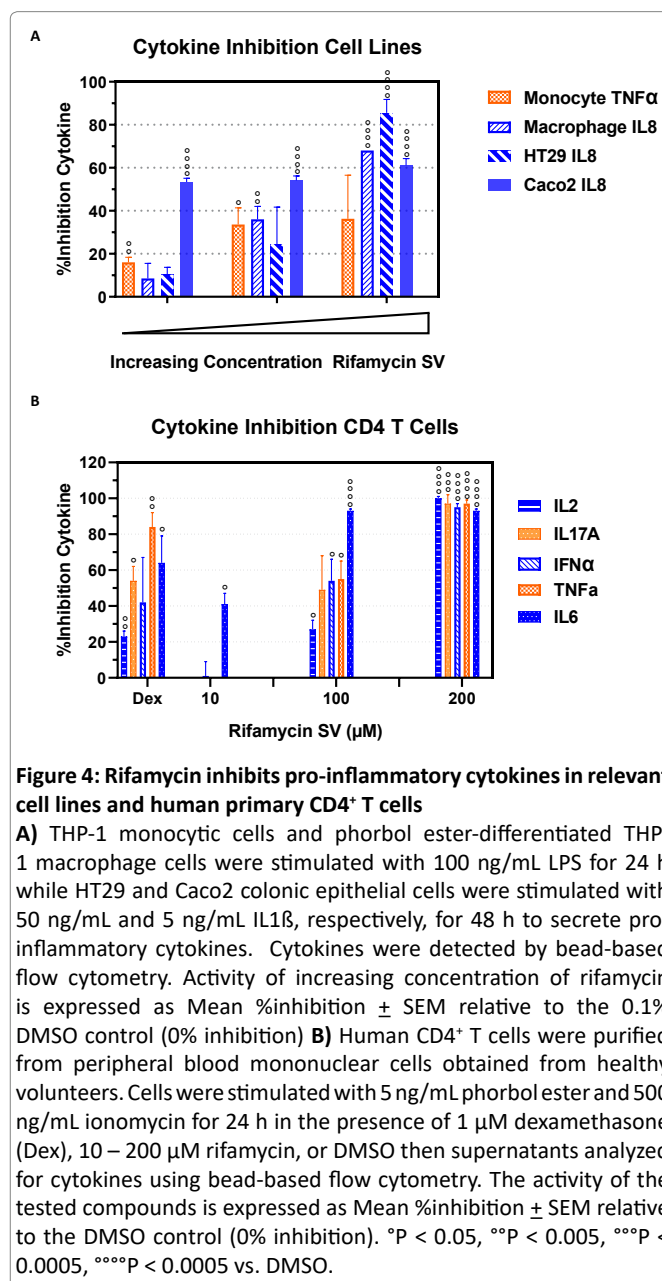 A
Cytokine Inhibition Cell Lines
%Inhibition Cytokine
100
80
60
40
20
0
Monocyte TNFα
Macrophage IL8
HT29 IL8
Caco2 IL8
Increasing Concentration Rifamycin SV
B
Cytokine Inhibition CD4 T Cells
%Inhibition Cytokine
120
100
80
60
40
20
0
Dex 10 100 200
Rifamycin SV (µM)
IL2
IL17A
IFNα
TNFa
IL6
Figure 4: Rifamycin inhibits pro-inflammatory cytokines in relevant
cell lines and human primary CD4⁺ T cells
A) THP-1 monocytic cells and phorbol ester-differentiated THP
1 macrophage cells were stimulated with 100 ng/mL LPS for 24 h
while HT29 and Caco2 colonic epithelial cells were stimulated with
50 ng/mL and 5 ng/mL IL1ß, respectively, for 48 h to secrete pro
inflammatory cytokines. Cytokines were detected by bead-based
flow cytometry. Activity of increasing concentration of rifamycin
is expressed as Mean %inhibition ± SEM relative to the 0.1%
DMSO control (0% inhibition) B) Human CD4⁺ T cells were purified
from peripheral blood mononuclear cells obtained from healthy
volunteers. Cells were stimulated with 5 ng/mL phorbol ester and 500
ng/mL ionomycin for 24 h in the presence of 1 µM dexamethasone
(Dex), 10 – 200 µM rifamycin, or DMSO then supernatants analyzed
for cytokines using bead-based flow cytometry. The activity of the
tested compounds is expressed as Mean %inhibition ± SEM relative
to the DMSO control (0% inhibition). °P < 0.05, °°P < 0.005, °°°P <
0.0005, °°°°P < 0.0005 vs. DMSO.